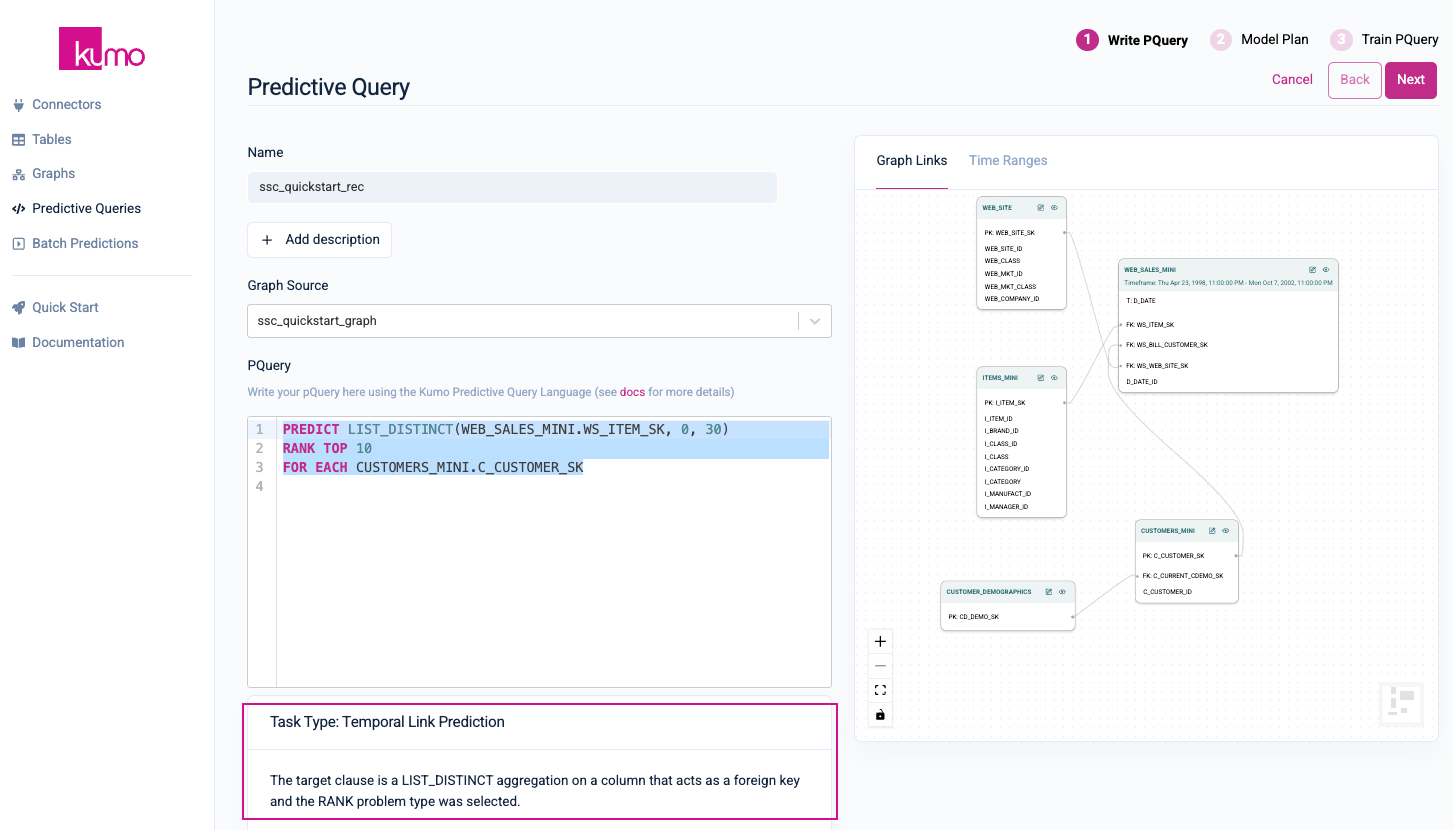 kumo
Connectors
Tables
Graphs
Predictive Queries
Batch Predictions
Quick Start
Documentation
1 Write PQuery 2 Model Plan 3 Train PQuery
Predictive Query
Cancel Back Next
Name
ssc_quickstart_rec
+ Add description
Graph Source
ssc_quickstart_graph
PQuery
Write your pQuery here using the Kumo Predictive Query Language (see docs for more details)
1 PREDICT LIST_DISTINCT(WEB_SALES_MINI.WS_ITEM_SK, 0, 30)
2 RANK TOP 10
3 FOR EACH CUSTOMERS_MINI.C_CUSTOMER_SK
4
Task Type: Temporal Link Prediction
The target clause is a LIST_DISTINCT aggregation on a column that acts as a foreign key
and the RANK problem type was selected.
Graph Links Time Ranges
WEB_SITE
PK: WEB_SITE_SK
WEB_SITE_ID
WEB_CLASS
WEB_MKT_ID
WEB_MKT_CLASS
WEB_COMPANY_ID
WEB_SALES_MINI
Timeframe: Thu Apr 23, 1998, 11:00:00 PM - Mon Oct 7, 2002, 11:00:00 PM
T: D_DATE
FK: WS_ITEM_SK
FK: WS_BILL_CUSTOMER_SK
FK: WS_WEB_SITE_SK
D_DATE_ID
ITEMS_MINI
PK: I_ITEM_SK
I_ITEM_ID
I_BRAND_ID
I_CLASS_ID
I_CLASS
I_CATEGORY_ID
I_CATEGORY
I_MANUFACT_ID
I_MANAGER_ID
CUSTOMERS_MINI
PK: C_CUSTOMER_SK
FK: C_CURRENT_CDEMO_SK
C_CUSTOMER_ID
CUSTOMER_DEMOGRAPHICS
PK: CD_DEMO_SK